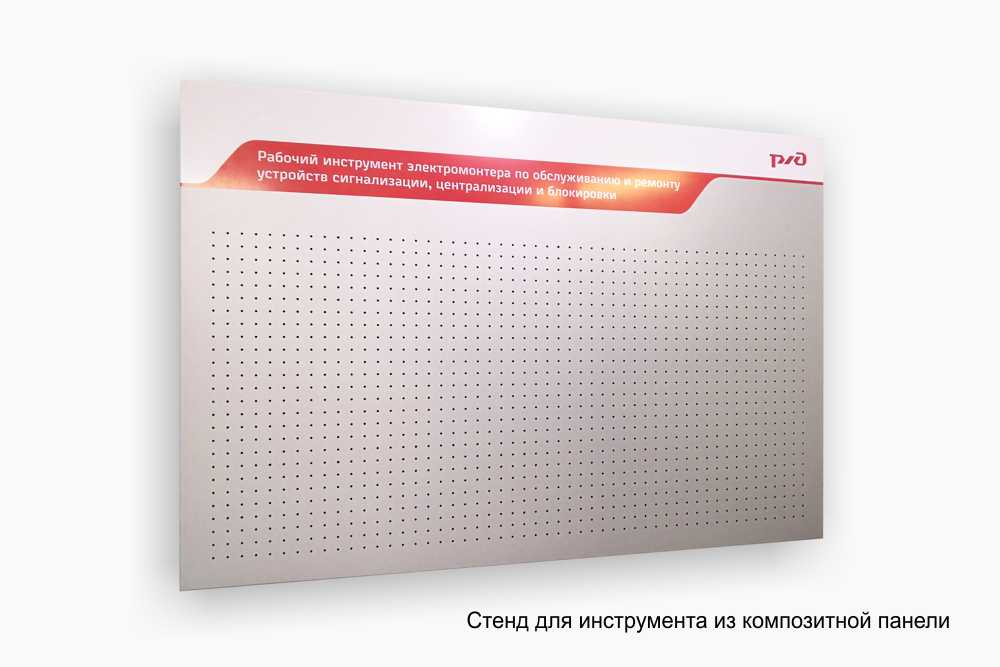 Рабочий инструмент электромонтера по обслуживанию и ремонту
устройств сигнализации, централизации и блокировки
ржд
Стенд для инструмента из композитной панели